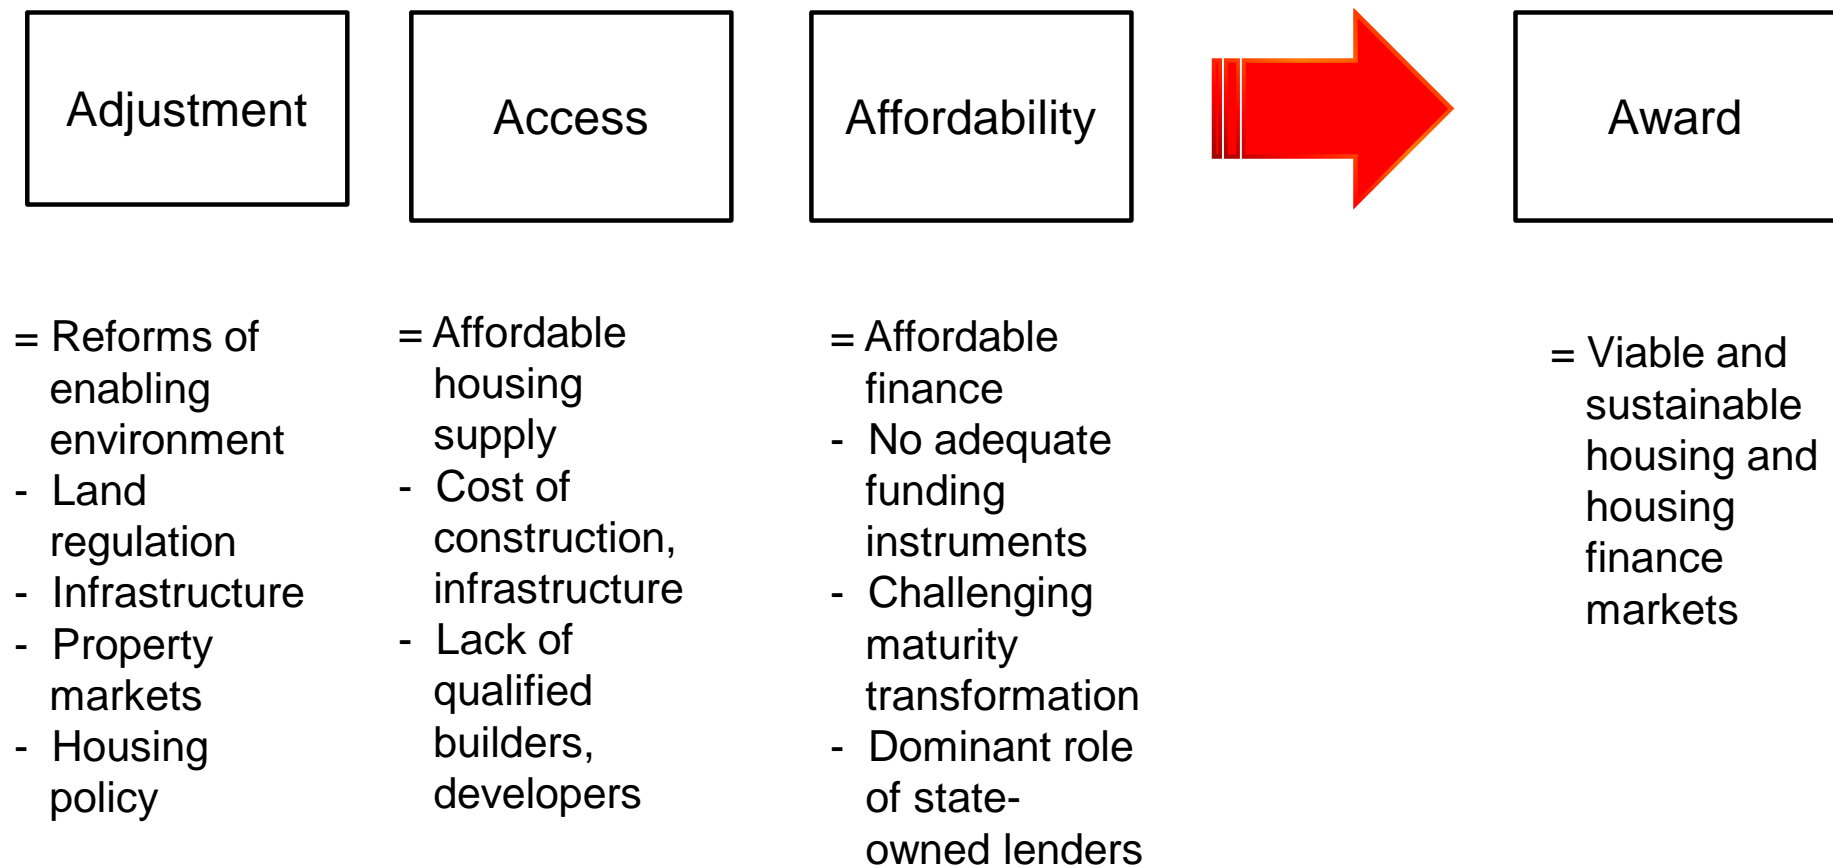 Adjustment
Access
Affordability
Award
= Reforms of
enabling
environment
- Land
regulation
- Infrastructure
- Property
markets
- Housing
policy
= Affordable
housing
supply
- Cost of
construction,
infrastructure
- Lack of
qualified
builders,
developers
= Affordable
finance
- No adequate
funding
instruments
- Challenging
maturity
transformation
- Dominant role
of state-
owned lenders
= Viable and
sustainable
housing and
housing
finance
markets